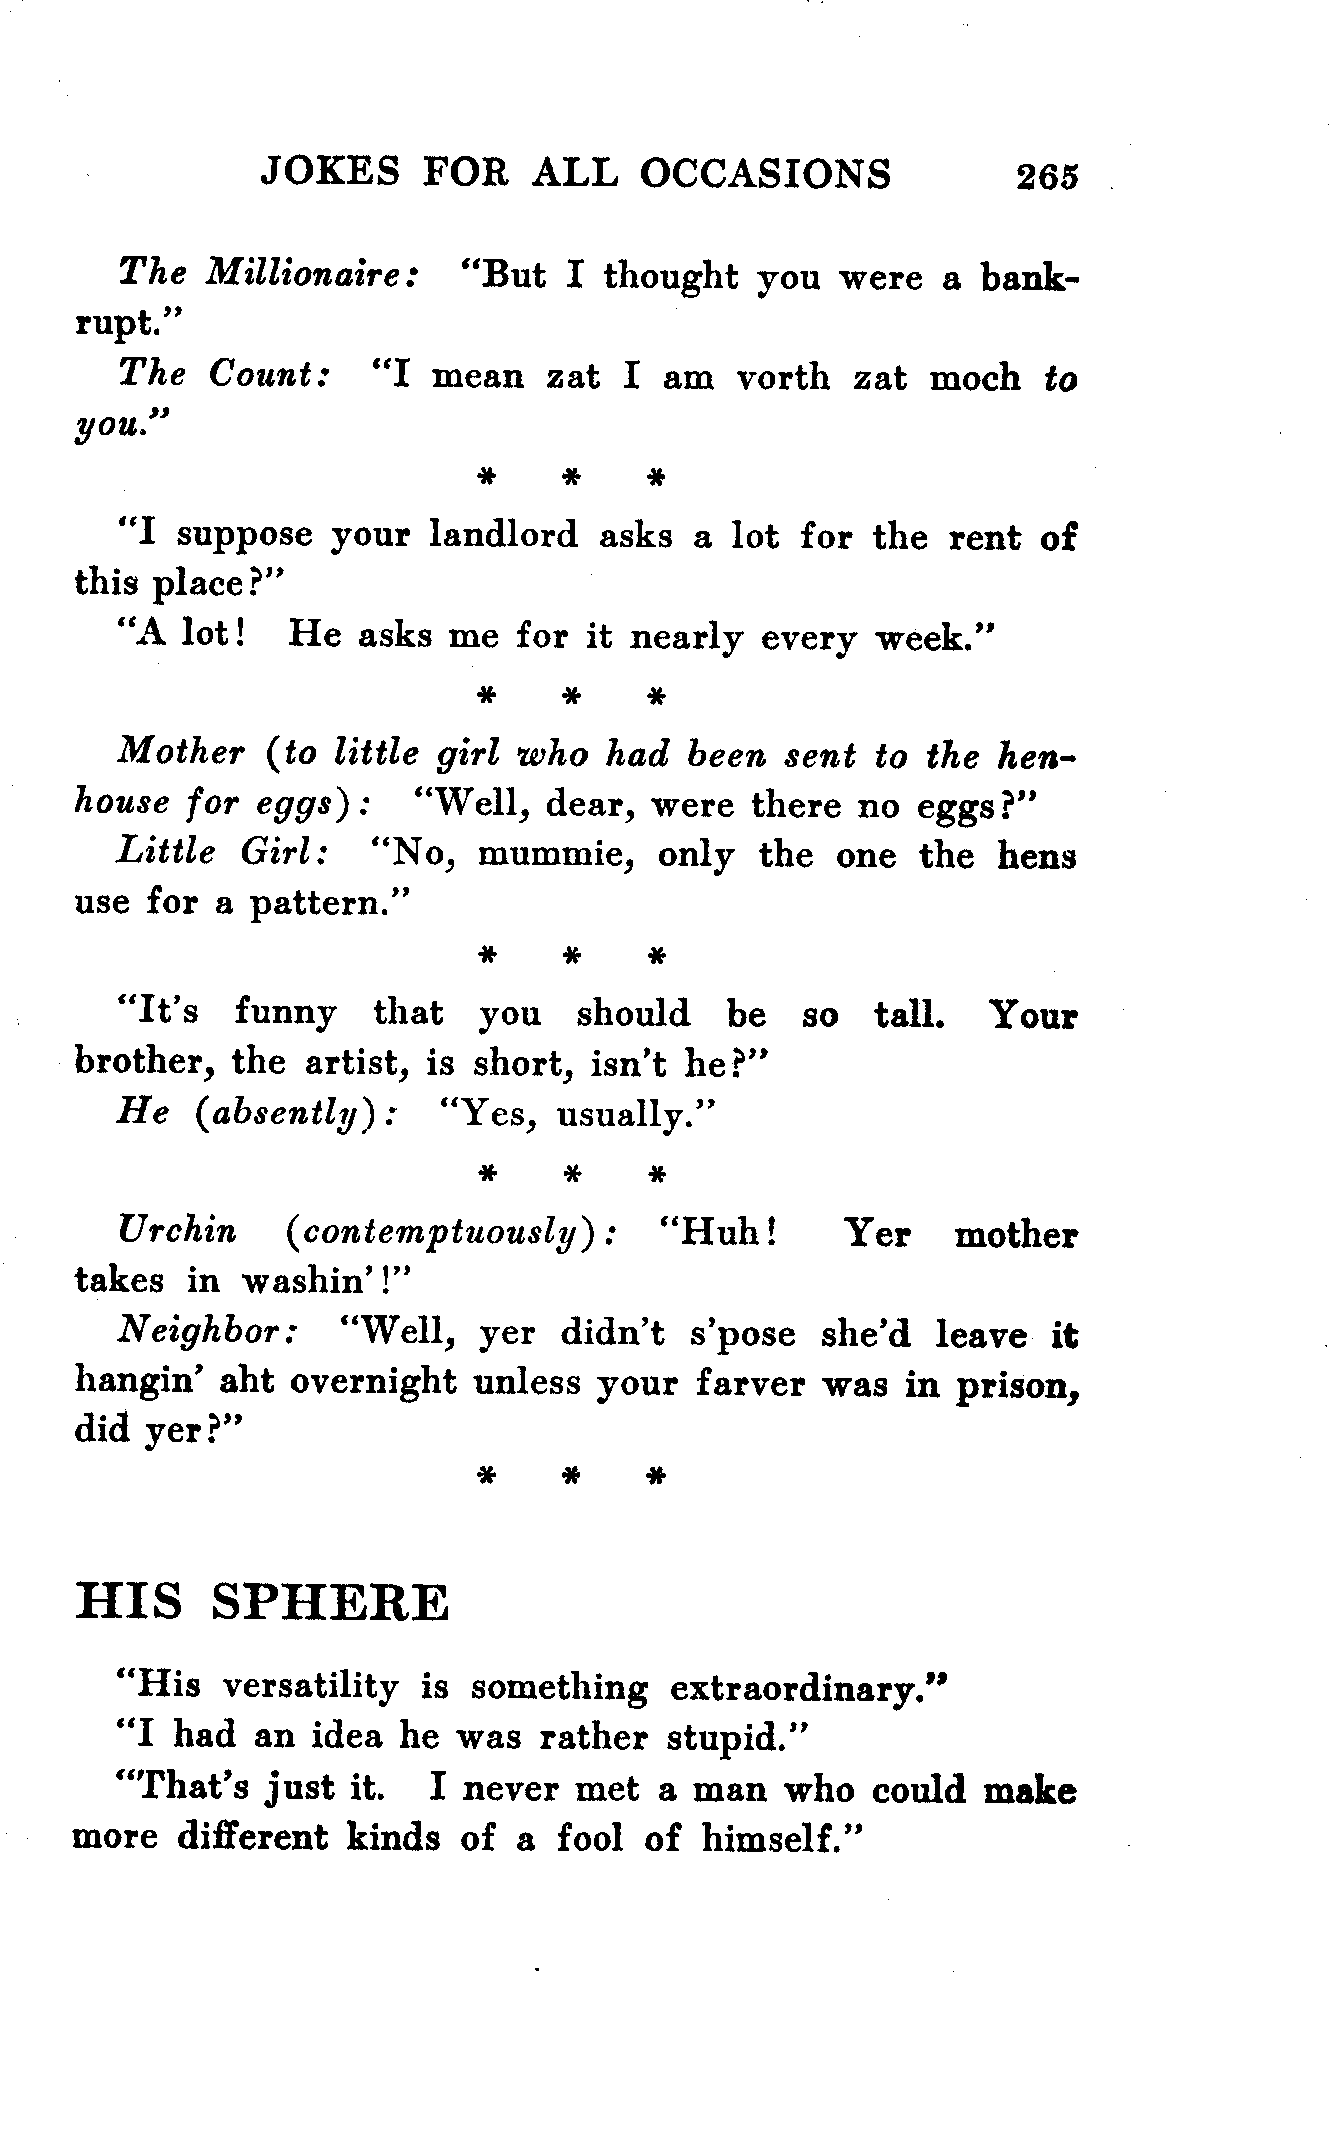 JOKES FOR ALL OCCASIONS 265
The Millionaire: "But I thought you were a bank-
rupt."
The Count: "I mean zat I am vorth zat moch to
you."
* * *
"I suppose your landlord asks a lot for the rent of
this place?"
"A lot! He asks me for it nearly every week."
* * *
Mother (to little girl who had been sent to the hen-
house for eggs): "Well, dear, were there no eggs?"
Little Girl: "No, mummie, only the one the hens
use for a pattern."
* * *
"It's funny that you should be so tall. Your
brother, the artist, is short, isn't he?"
He (absently): "Yes, usually."
* * *
Urchin (contemptuously): "Huh! Yer mother
takes in washin'!"
Neighbor: "Well, yer didn't s'pose she'd leave it
hangin' aht overnight unless your farver was in prison,
did yer?"
* * *
HIS SPHERE
"His versatility is something extraordinary."
"I had an idea he was rather stupid."
"That's just it. I never met a man who could make
more different kinds of a fool of himself."